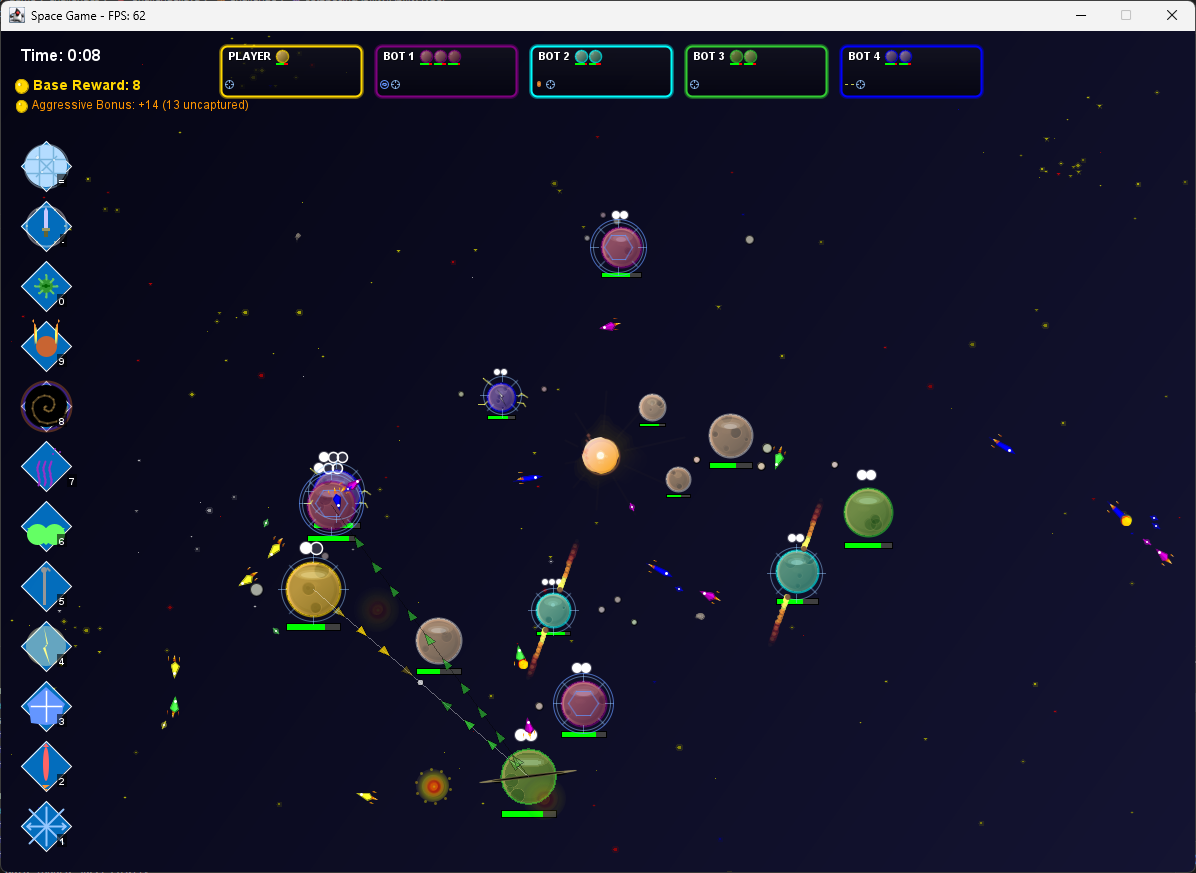 Space Game - FPS: 62
Time: 0:08
Base Reward: 8
Aggressive Bonus: +14 (13 uncaptured)
PLAYER
BOT 1
BOT 2
BOT 3
BOT 4
--
=
-
0
9
8
7
6
5
4
3
2
1